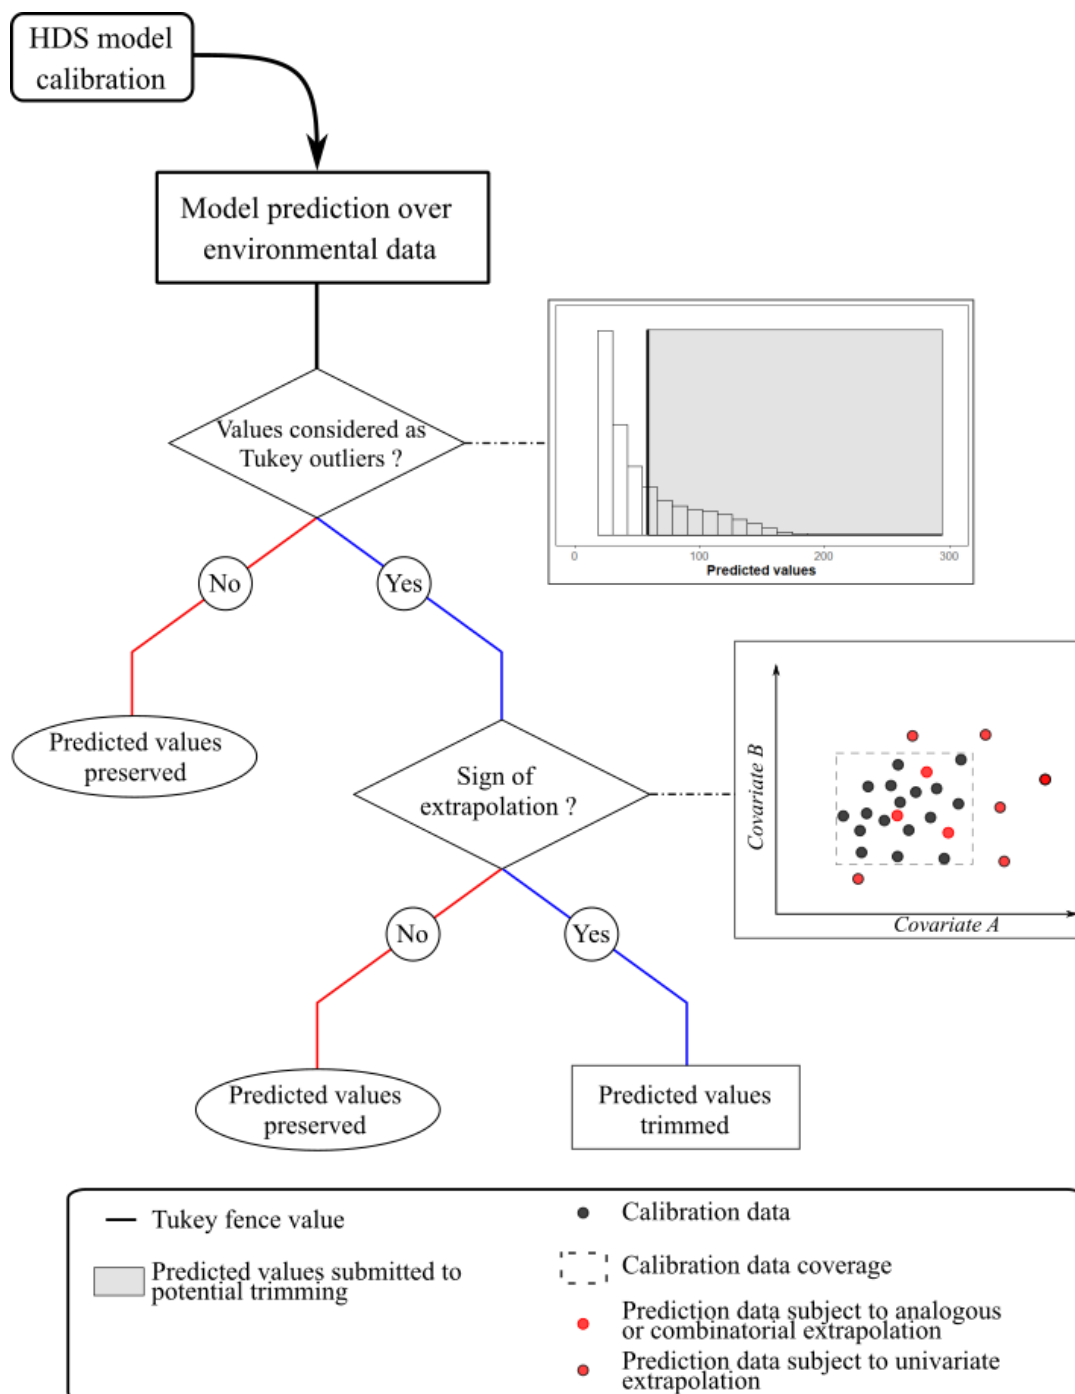 HDS model
calibration
Model prediction over
environmental data
Values considered as
Tukey outliers ?
0
100
200
300
Predicted values
No
Yes
Predicted values
preserved
Sign of
extrapolation ?
Covariate B
Covariate A
No
Yes
Predicted values
preserved
Predicted values
trimmed
Tukey fence value
Predicted values submitted to
potential trimming
Calibration data
Calibration data coverage
Prediction data subject to analogous
or combinatorial extrapolation
Prediction data subject to univariate
extrapolation